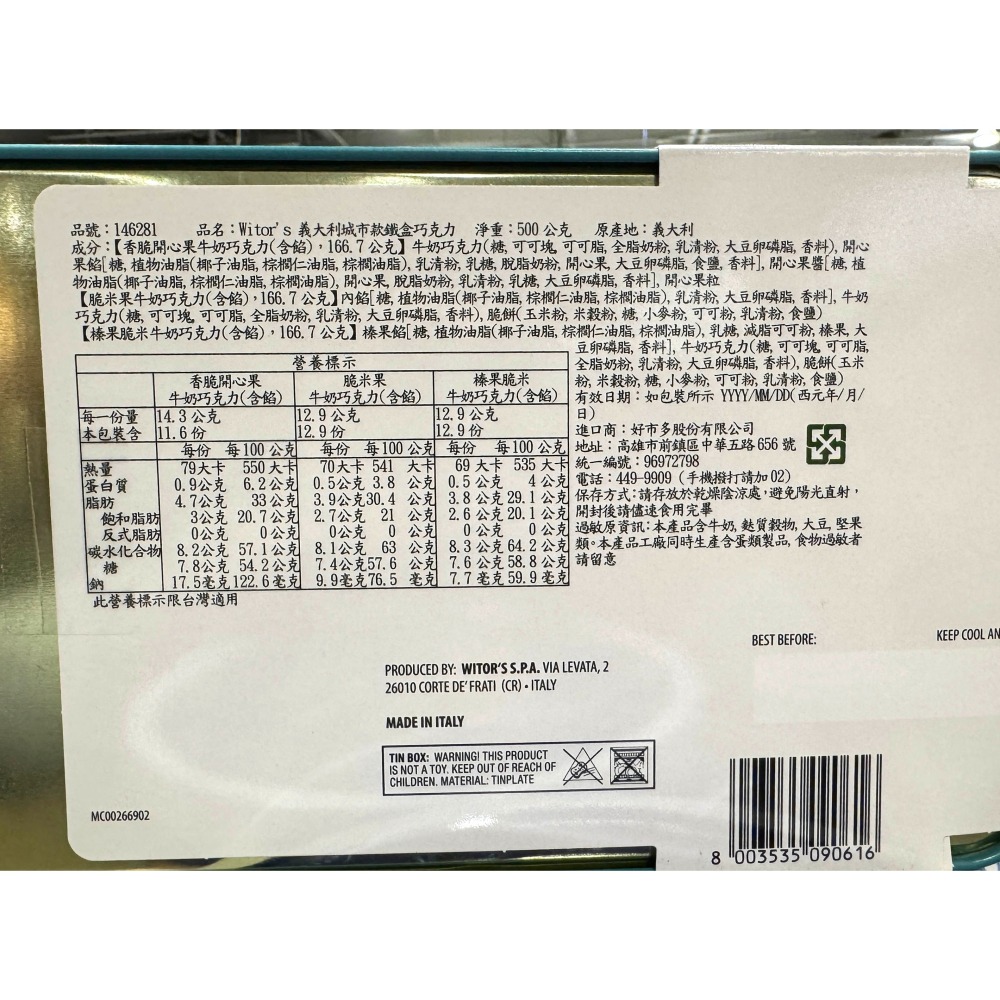 品號：146281　品名：Witor's 義大利城市款鐵盒巧克力　淨重：500 公克　原產地：義大利
成分：【香脆開心果牛奶巧克力(含餡)，166.7 公克】牛奶巧克力(糖, 可可塊, 可可脂, 全脂奶粉, 乳清粉, 大豆卵磷脂, 香料), 開心
果餡[糖, 植物油脂(椰子油脂, 棕櫚仁油脂, 棕櫚油脂), 乳清粉, 乳糖, 脫脂奶粉, 開心果, 大豆卵磷脂, 食鹽, 香料], 開心果醬[糖, 植
物油脂(椰子油脂, 棕櫚仁油脂, 棕櫚油脂), 開心果, 脫脂奶粉, 乳清粉, 乳糖, 大豆卵磷脂, 香料], 開心果粒
【脆米果牛奶巧克力(含餡)，166.7 公克】內餡[糖, 植物油脂(椰子油脂, 棕櫚仁油脂, 棕櫚油脂), 乳清粉, 大豆卵磷脂, 香料], 牛奶
巧克力(糖, 可可塊, 可可脂, 全脂奶粉, 乳清粉, 大豆卵磷脂, 香料), 脆餅(玉米粉, 米穀粉, 糖, 小麥粉, 可可粉, 乳清粉, 食鹽)
【榛果脆米牛奶巧克力(含餡)，166.7 公克】榛果餡[糖, 植物油脂(椰子油脂, 棕櫚仁油脂, 棕櫚油脂), 乳糖, 減脂可可粉, 榛果, 大
豆卵磷脂, 香料], 牛奶巧克力(糖, 可可塊, 可可脂,
全脂奶粉, 乳清粉, 大豆卵磷脂, 香料), 脆餅(玉米
粉, 米穀粉, 糖, 小麥粉, 可可粉, 乳清粉, 食鹽)
有效日期：如包裝所示 YYYY/MM/DD(西元年/月/
日)
進口商：好市多股份有限公司
地址：高雄市前鎮區中華五路 656 號
統一編號：96972798
電話：449-9909 (手機撥打請加 02)
保存方式:請存放於乾燥陰涼處,避免陽光直射,
開封後請儘速食用完畢
過敏原資訊:本產品含牛奶, 麩質穀物, 大豆, 堅果
類。本產品工廠同時生產含蛋類製品, 食物過敏者
請留意
營養標示
香脆開心果 脆米果 榛果脆米
牛奶巧克力(含餡) 牛奶巧克力(含餡) 牛奶巧克力(含餡)
每一份量 14.3 公克 12.9 公克 12.9 公克
本包裝含 11.6 份 12.9 份 12.9 份
每份 每 100 公克 每份 每 100 公克 每份 每 100 公克
熱量 79大卡 550 大卡 70大卡 541 大卡 69 大卡 535 大卡
蛋白質 0.9公克 6.2公克 0.5公克 3.8 公克 0.5 公克 4 公克
脂肪 4.7公克 33 公克 3.9公克 30.4 公克 3.8 公克 29.1 公克
飽和脂肪 3公克 20.7 公克 2.7公克 21 公克 2.6 公克 20.1 公克
反式脂肪 0公克 0 公克 0公克 0 公克 0 公克 0 公克
碳水化合物 8.2公克 57.1 公克 8.1公克 63 公克 8.3 公克 64.2 公克
糖 7.8公克 54.2 公克 7.4公克 57.6 公克 7.6 公克 58.8 公克
鈉 17.5毫克 122.6 毫克 9.9毫克 76.5 毫克 7.7 毫克 59.9 毫克
此營養標示限台灣適用
BEST BEFORE:
KEEP COOL AN
PRODUCED BY: WITOR'S S.P.A. VIA LEVATA, 2
26010 CORTE DE' FRATI (CR) - ITALY
MADE IN ITALY
TIN BOX: WARNING! THIS PRODUCT
IS NOT A TOY. KEEP OUT OF REACH OF
CHILDREN. MATERIAL: TINPLATE
MC00266902
8 003535 090616